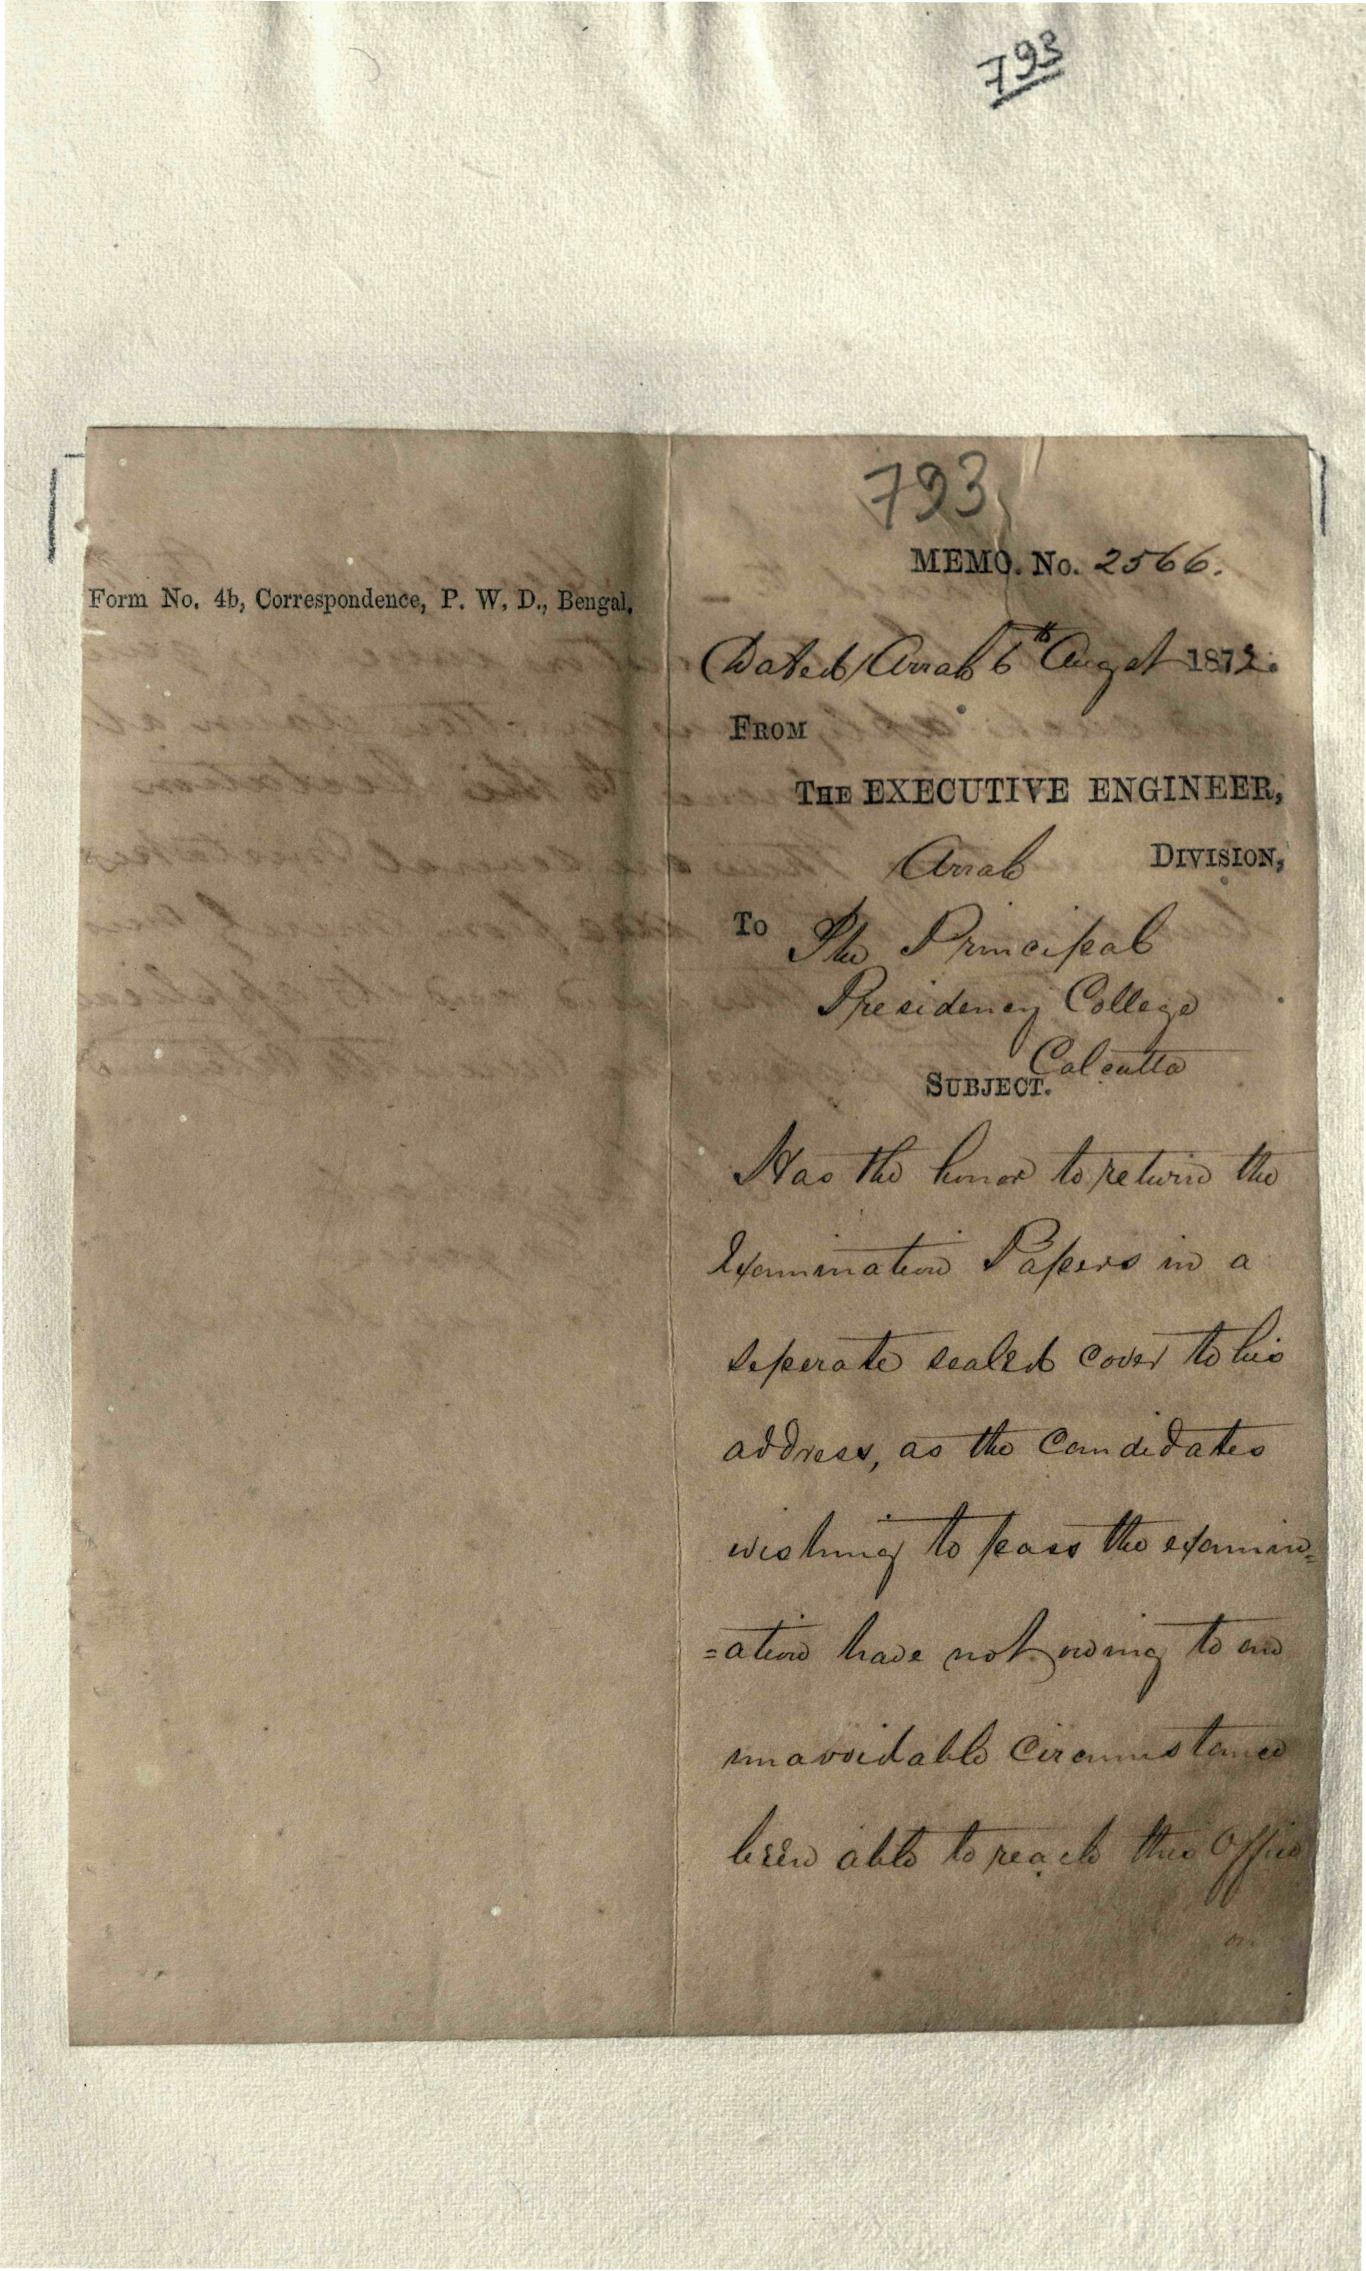 793
793
MEMO. No. 2566.
Form No. 4b, Correspondence, P. W. D., Bengal.
Dated Arrah 6th Augst 1872.
FROM
THE EXECUTIVE ENGINEER,
Arrah DIVISION,
To The Principal
Presidency College
Calcutta
SUBJECT.
Has the honor to return the
Examination Papers in a
seperate sealed cover to his
address, as the Candidates
wishing to pass the examin=
=ation have not owing to an
unavoidable Circumstance
been able to reach this Office
on